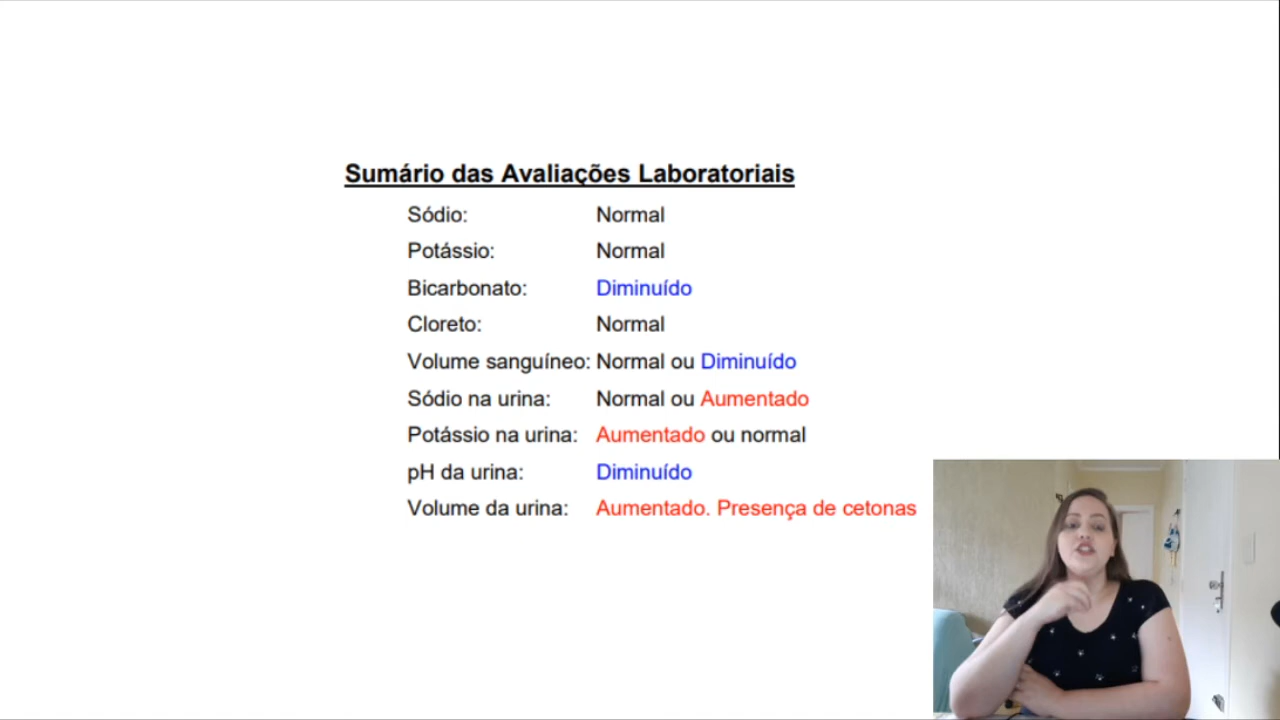 Sumário das Avaliações Laboratoriais
Sódio: Normal
Potássio: Normal
Bicarbonato: Diminuído
Cloreto: Normal
Volume sanguíneo: Normal ou Diminuído
Sódio na urina: Normal ou Aumentado
Potássio na urina: Aumentado ou normal
pH da urina: Diminuído
Volume da urina: Aumentado. Presença de cetonas